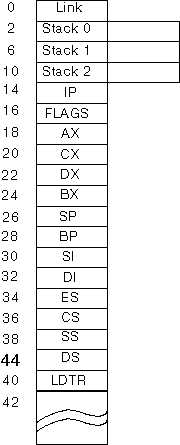 0 Link
2 Stack 0
6 Stack 1
10 Stack 2
14 IP
16 FLAGS
18 AX
20 CX
22 DX
24 BX
26 SP
28 BP
30 SI
32 DI
34 ES
36 CS
38 SS
44 DS
40 LDTR
42